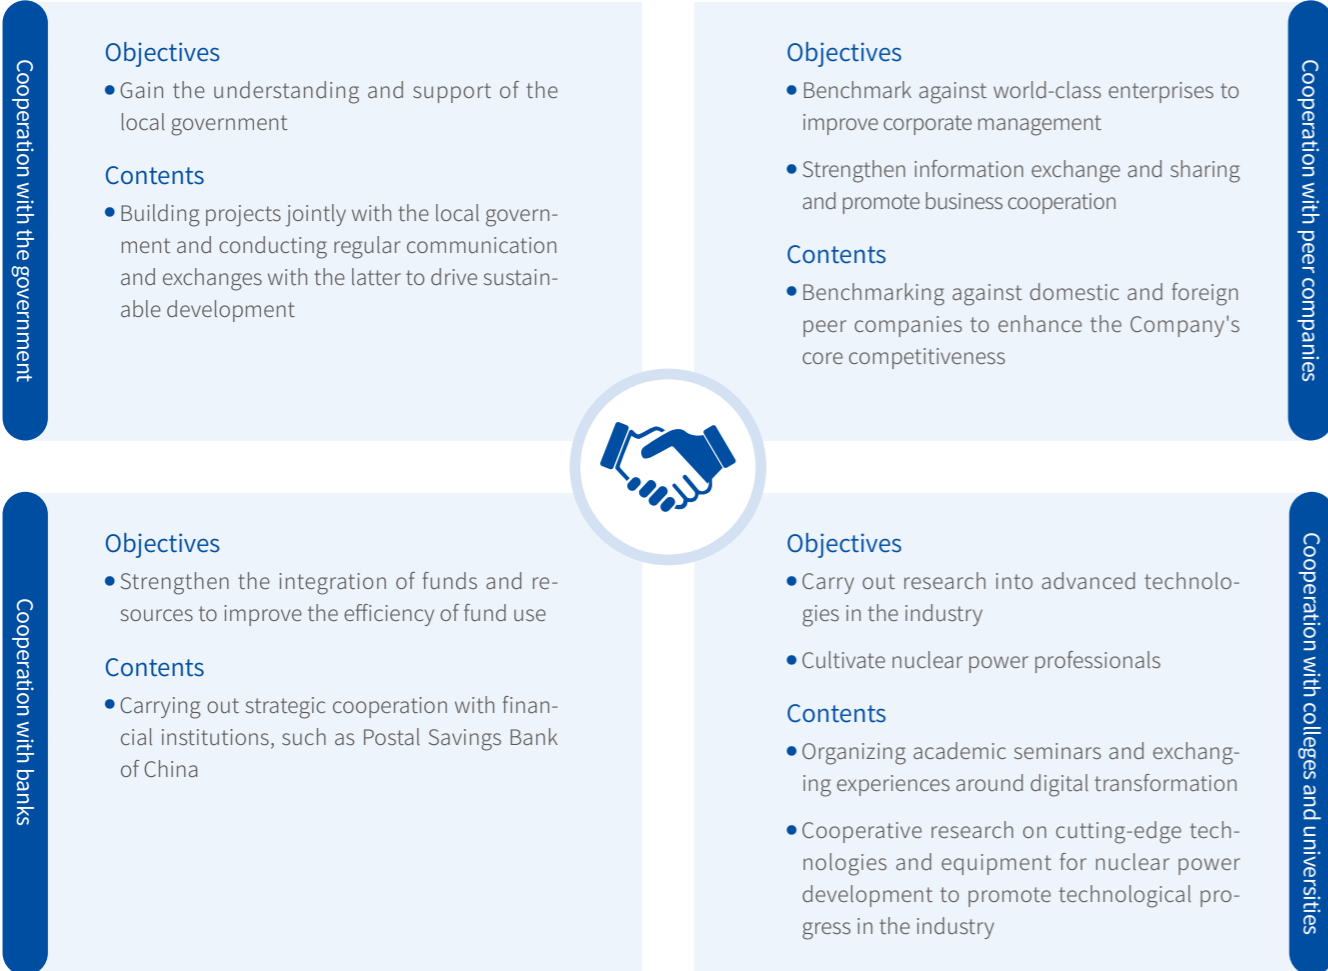 Cooperation with the government
Objectives
• Gain the understanding and support of the
local government
Contents
• Building projects jointly with the local govern-
ment and conducting regular communication
and exchanges with the latter to drive sustain-
able development
Cooperation with peer companies
Objectives
• Benchmark against world-class enterprises to
improve corporate management
• Strengthen information exchange and sharing
and promote business cooperation
Contents
• Benchmarking against domestic and foreign
peer companies to enhance the Company's
core competitiveness
Cooperation with banks
Objectives
• Strengthen the integration of funds and re-
sources to improve the efficiency of fund use
Contents
• Carrying out strategic cooperation with finan-
cial institutions, such as Postal Savings Bank
of China
Cooperation with colleges and universities
Objectives
• Carry out research into advanced technolo-
gies in the industry
• Cultivate nuclear power professionals
Contents
• Organizing academic seminars and exchang-
ing experiences around digital transformation
• Cooperative research on cutting-edge tech-
nologies and equipment for nuclear power
development to promote technological pro-
gress in the industry